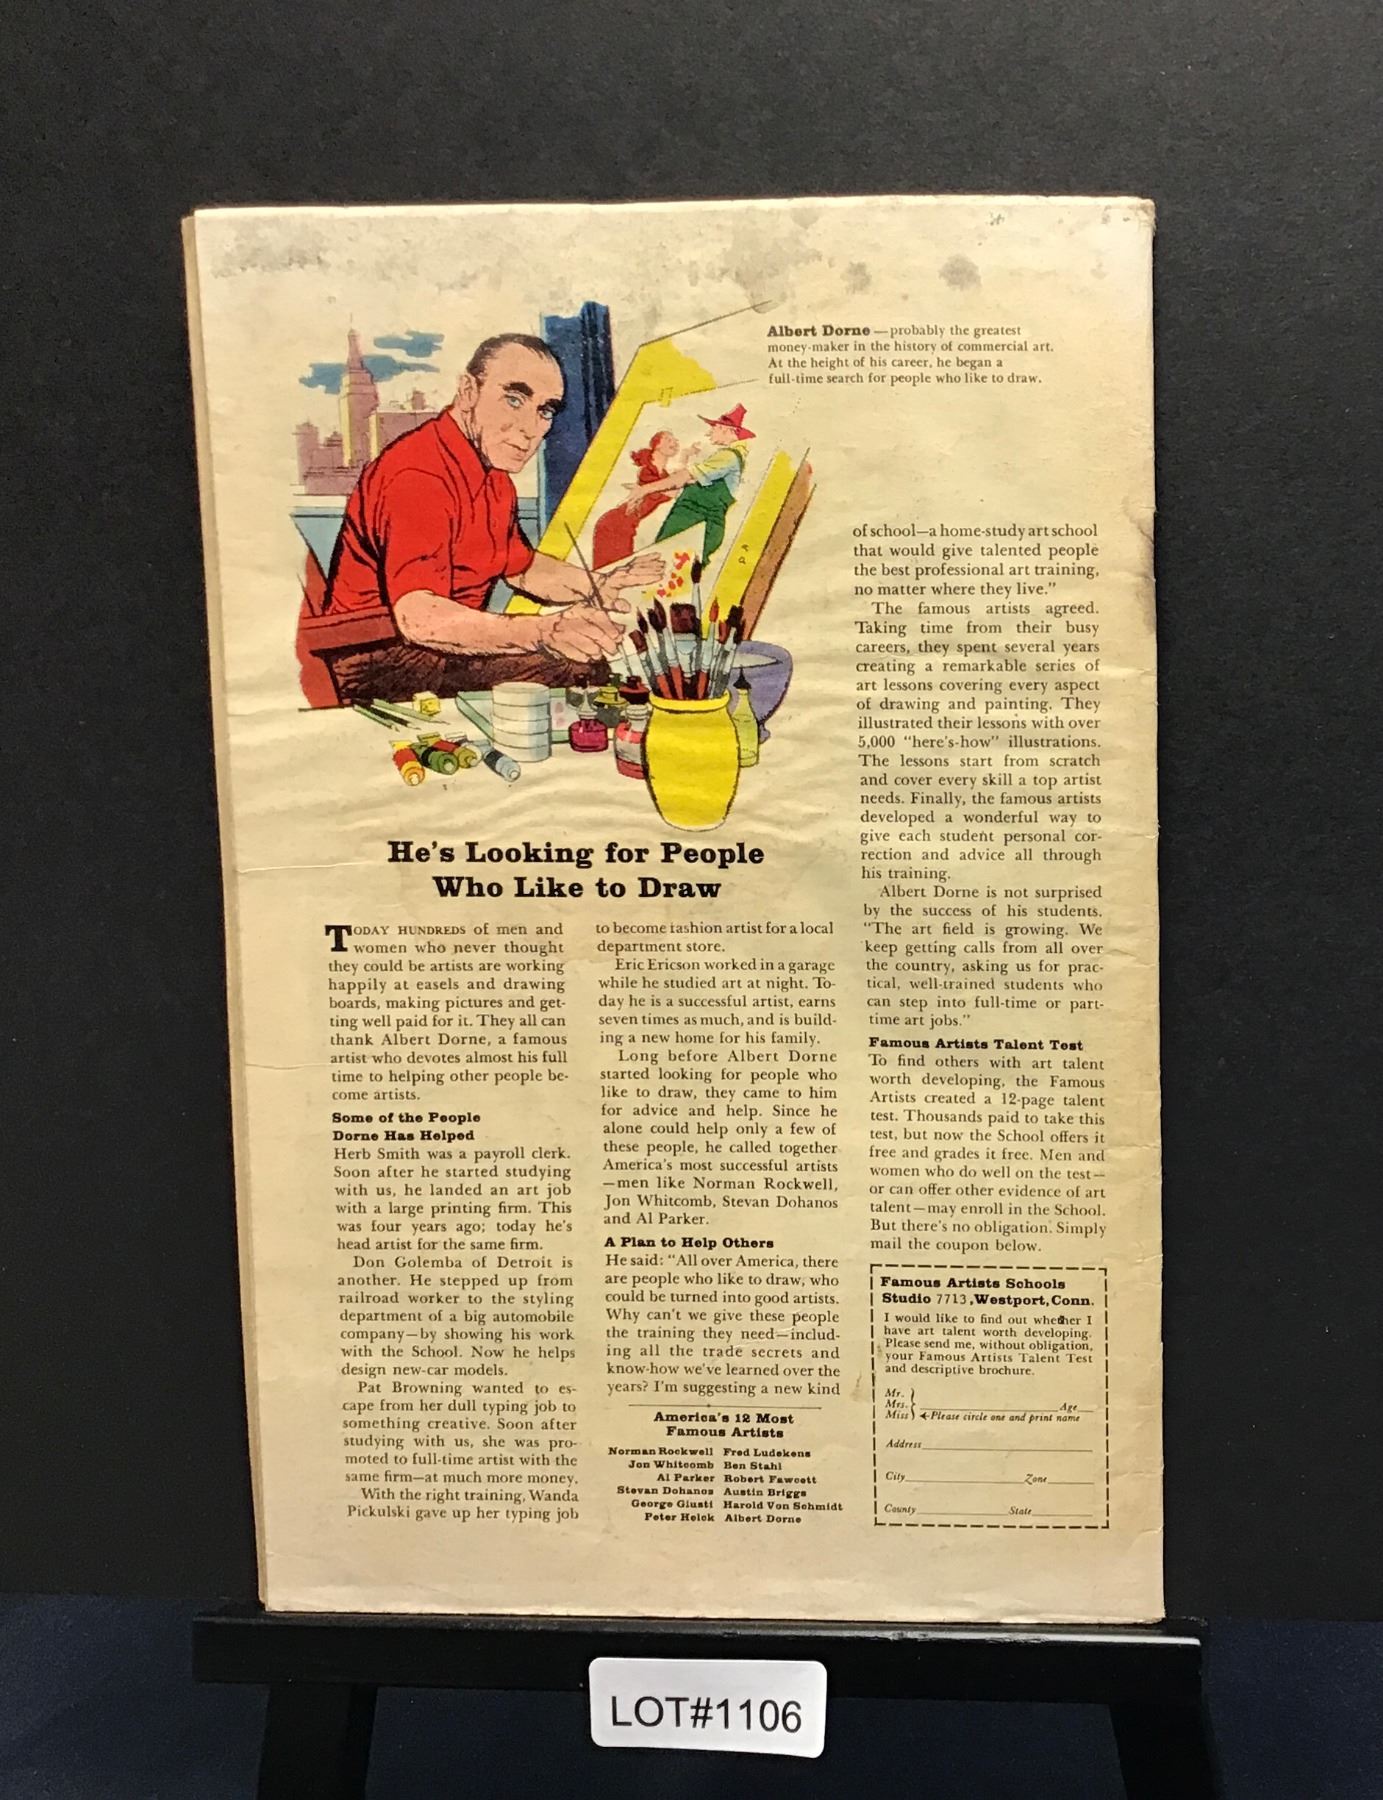 Albert Dorne — probably the greatest
money-maker in the history of commercial art.
At the height of his career, he began a
full-time search for people who like to draw.
He's Looking for People
Who Like to Draw
TODAY HUNDREDS of men and
women who never thought
they could be artists are working
happily at easels and drawing
boards, making pictures and get-
ting well paid for it. They all can
thank Albert Dorne, a famous
artist who devotes almost his full
time to helping other people be-
come artists.
Some of the People
Dorne Has Helped
Herb Smith was a payroll clerk.
Soon after he started studying
with us, he landed an art job
with a large printing firm. This
was four years ago; today he's
head artist for the same firm.
Don Golemba of Detroit is
another. He stepped up from
railroad worker to the styling
department of a big automobile
company—by showing his work
with the School. Now he helps
design new-car models.
Pat Browning wanted to es-
cape from her dull typing job to
something creative. Soon after
studying with us, she was pro-
moted to full-time artist with the
same firm—at much more money.
With the right training, Wanda
Pickulski gave up her typing job
to become fashion artist for a local
department store.
Eric Ericson worked in a garage
while he studied art at night. To-
day he is a successful artist, earns
seven times as much, and is build-
ing a new home for his family.
Long before Albert Dorne
started looking for people who
like to draw, they came to him
for advice and help. Since he
alone could help only a few of
these people, he called together
America's most successful artists
—men like Norman Rockwell,
Jon Whitcomb, Stevan Dohanos
and Al Parker.
A Plan to Help Others
He said: "All over America, there
are people who like to draw, who
could be turned into good artists.
Why can't we give these people
the training they need—includ-
ing all the trade secrets and
know-how we've learned over the
years? I'm suggesting a new kind
America's 12 Most
Famous Artists
Norman Rockwell Fred Ludekens
Jon Whitcomb Ben Stahl
Al Parker Robert Fawcett
Stevan Dohanos Austin Briggs
George Giusti Harold Von Schmidt
Peter Helck Albert Dorne
of school—a home-study art school
that would give talented people
the best professional art training,
no matter where they live."
The famous artists agreed.
Taking time from their busy
careers, they spent several years
creating a remarkable series of
art lessons covering every aspect
of drawing and painting. They
illustrated their lessons with over
5,000 "here's-how" illustrations.
The lessons start from scratch
and cover every skill a top artist
needs. Finally, the famous artists
developed a wonderful way to
give each student personal cor-
rection and advice all through
his training.
Albert Dorne is not surprised
by the success of his students.
"The art field is growing. We
keep getting calls from all over
the country, asking us for prac-
tical, well-trained students who
can step into full-time or part-
time art jobs."
Famous Artists Talent Test
To find others with art talent
worth developing, the Famous
Artists created a 12-page talent
test. Thousands paid to take this
test, but now the School offers it
free and grades it free. Men and
women who do well on the test—
or can offer other evidence of art
talent—may enroll in the School.
But there's no obligation. Simply
mail the coupon below.
Famous Artists Schools
Studio 7713, Westport, Conn.
I would like to find out whether I
have art talent worth developing.
Please send me, without obligation,
your Famous Artists Talent Test
and descriptive brochure.
Mr.
Mrs. Age
Miss ←Please circle one and print name
Address
City Zone
County State
LOT#1106